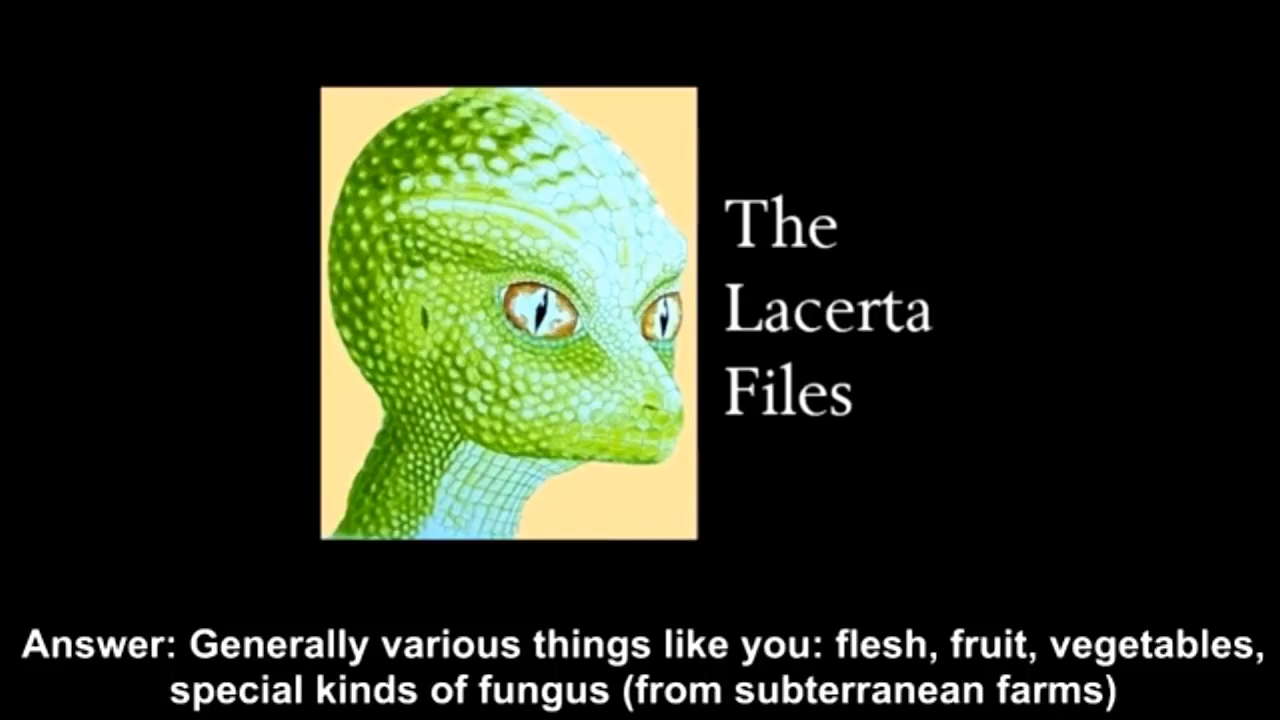 The
Lacerta
Files
Answer: Generally various things like you: flesh, fruit, vegetables,
special kinds of fungus (from subterranean farms)